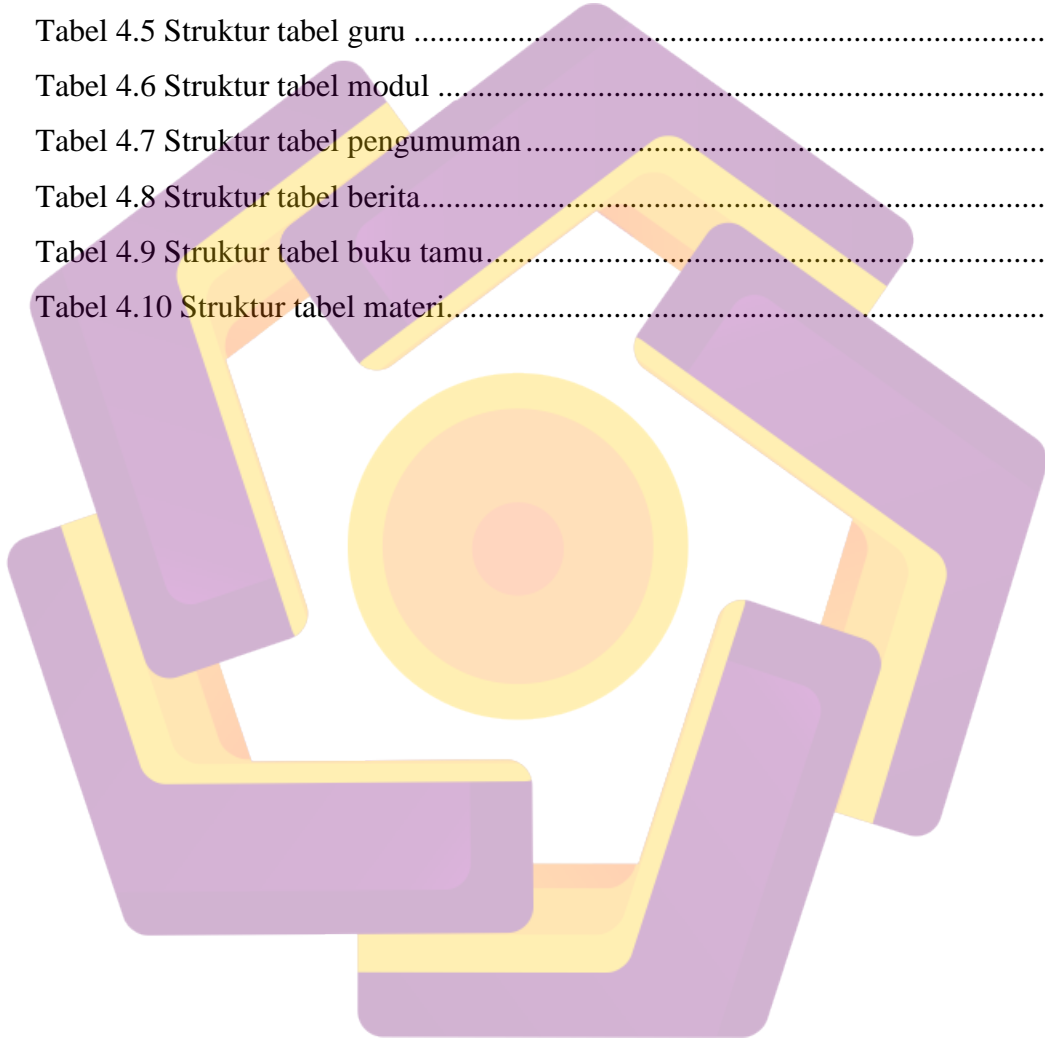 Tabel 4.5 Struktur tabel guru ................................................................................
Tabel 4.6 Struktur tabel modul .............................................................................
Tabel 4.7 Struktur tabel pengumuman ..................................................................
Tabel 4.8 Struktur tabel berita...............................................................................
Tabel 4.9 Struktur tabel buku tamu.......................................................................
Tabel 4.10 Struktur tabel materi............................................................................